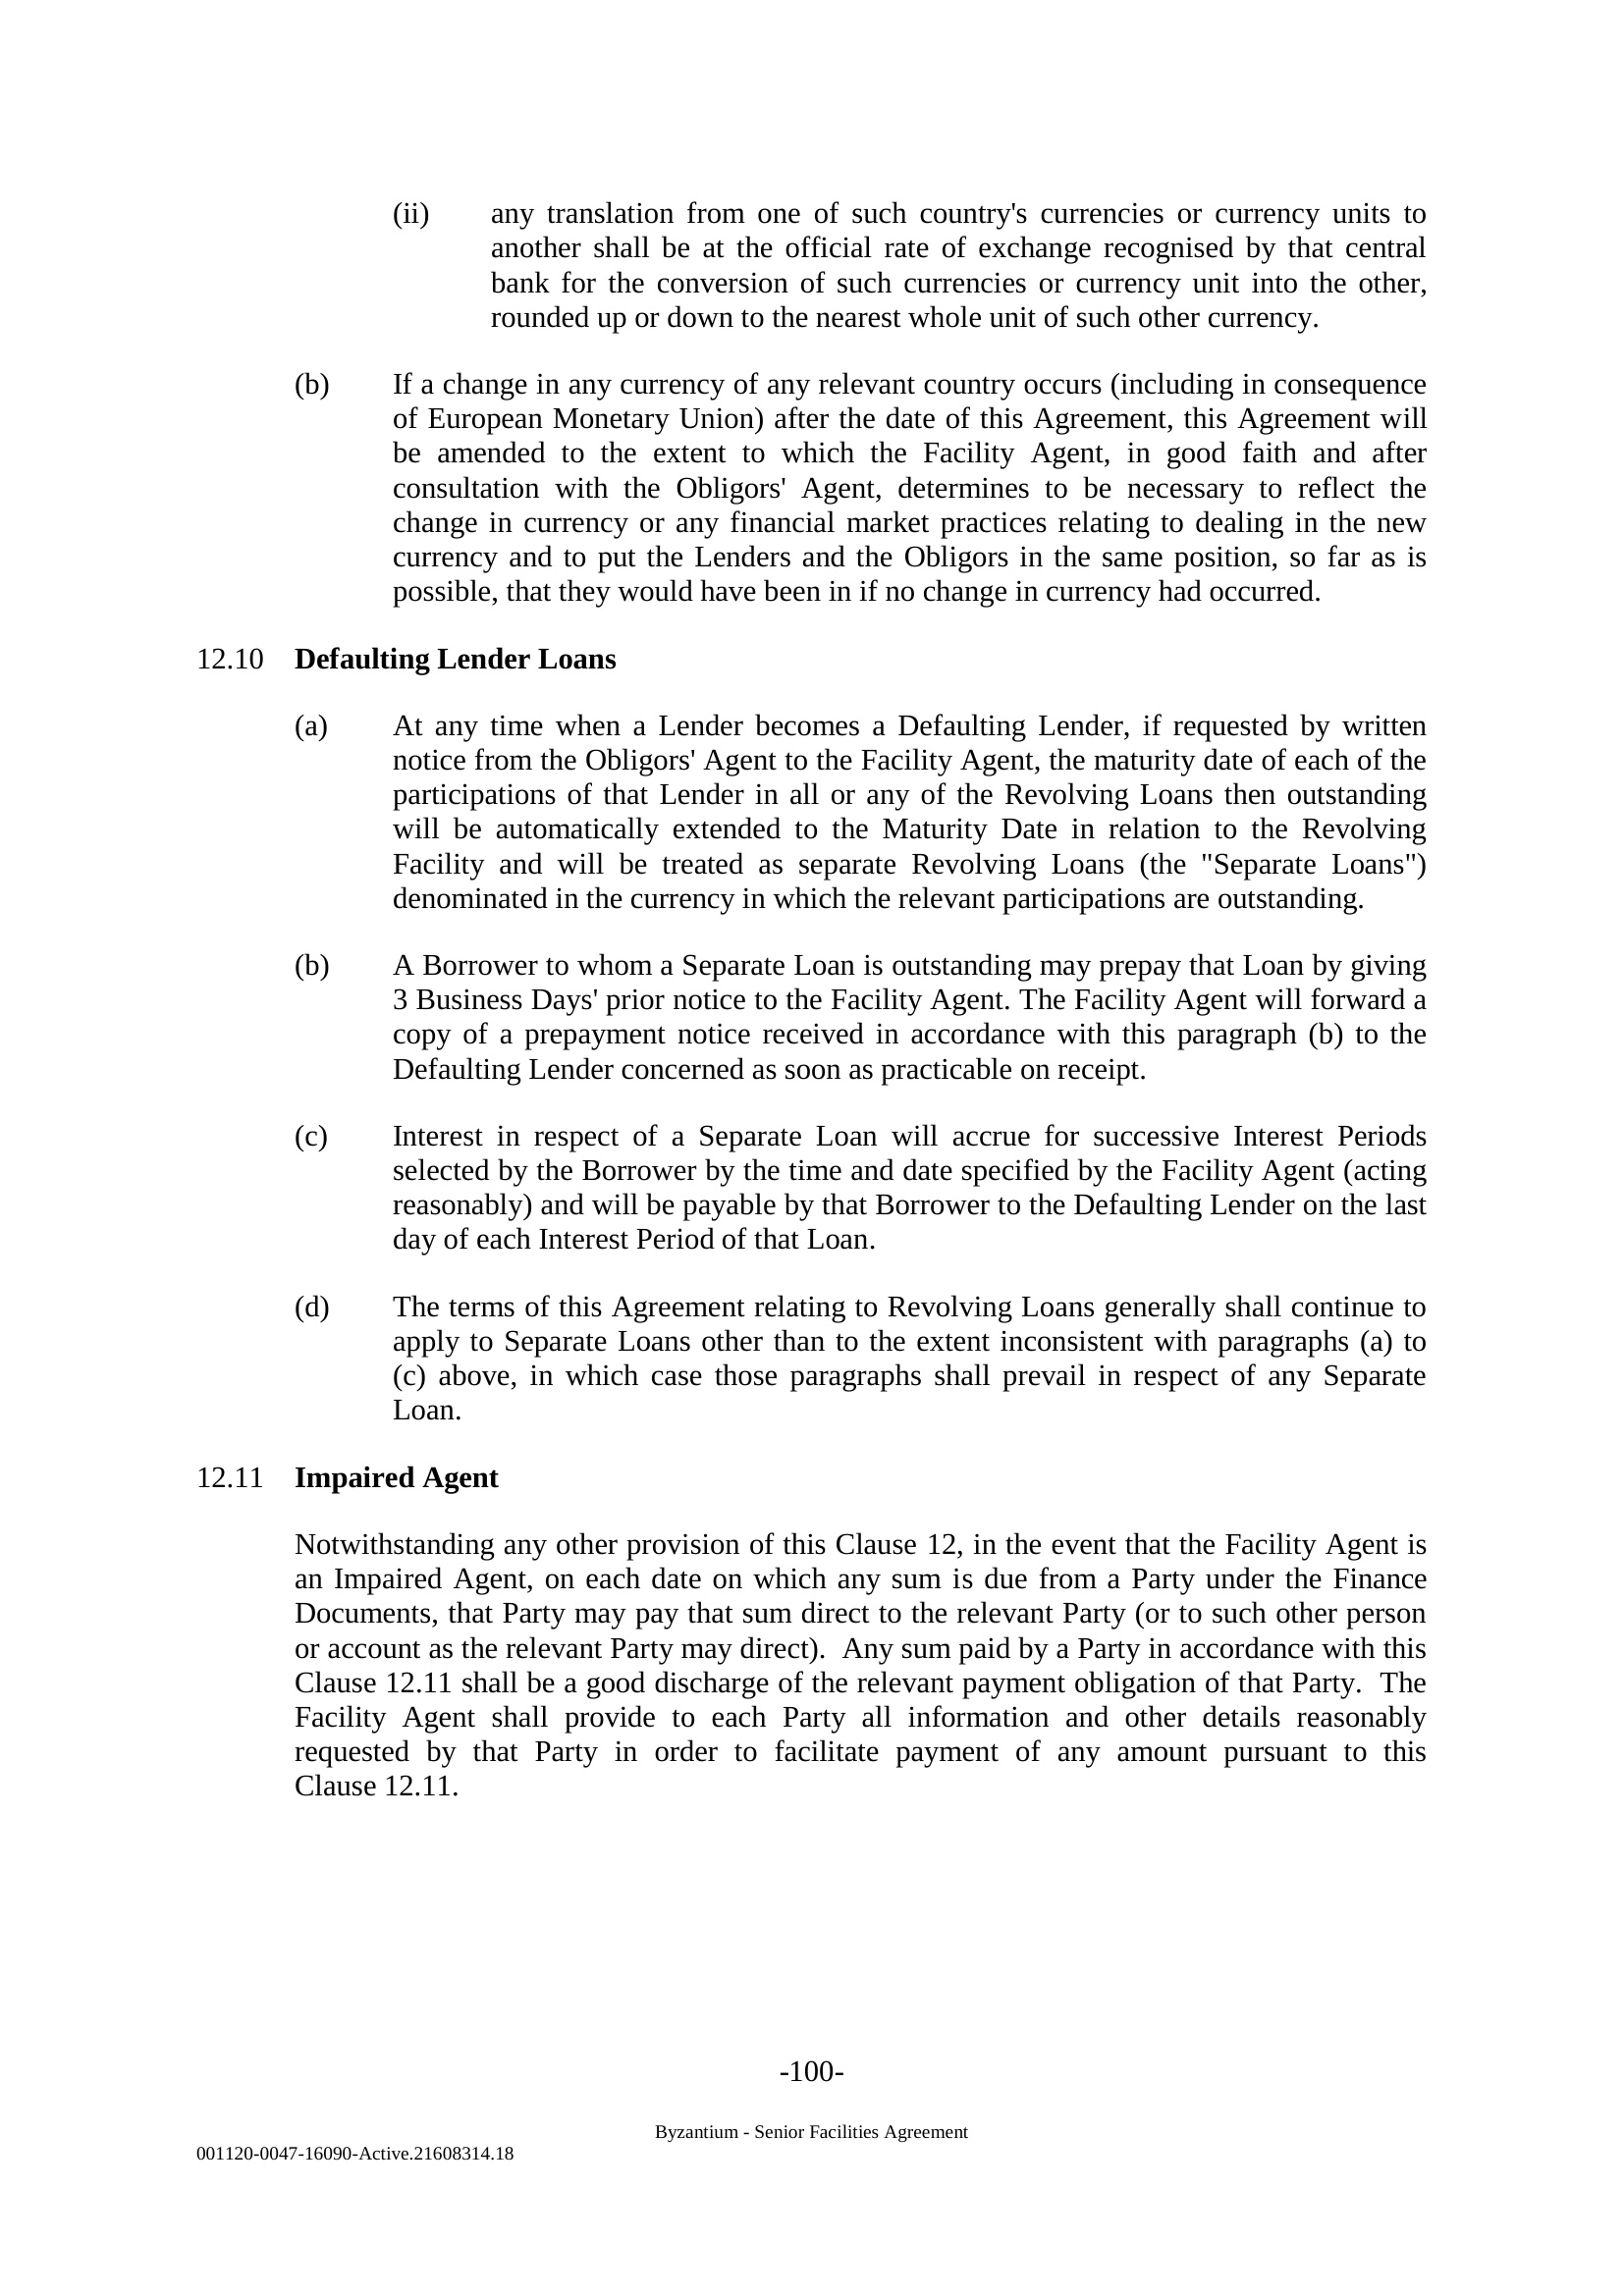 (ii) any translation from one of such country's currencies or currency units to
another shall be at the official rate of exchange recognised by that central
bank for the conversion of such currencies or currency unit into the other,
rounded up or down to the nearest whole unit of such other currency.
(b) If a change in any currency of any relevant country occurs (including in consequence
of European Monetary Union) after the date of this Agreement, this Agreement will
be amended to the extent to which the Facility Agent, in good faith and after
consultation with the Obligors' Agent, determines to be necessary to reflect the
change in currency or any financial market practices relating to dealing in the new
currency and to put the Lenders and the Obligors in the same position, so far as is
possible, that they would have been in if no change in currency had occurred.
12.10 Defaulting Lender Loans
(a) At any time when a Lender becomes a Defaulting Lender, if requested by written
notice from the Obligors' Agent to the Facility Agent, the maturity date of each of the
participations of that Lender in all or any of the Revolving Loans then outstanding
will be automatically extended to the Maturity Date in relation to the Revolving
Facility and will be treated as separate Revolving Loans (the "Separate Loans")
denominated in the currency in which the relevant participations are outstanding.
(b) A Borrower to whom a Separate Loan is outstanding may prepay that Loan by giving
3 Business Days' prior notice to the Facility Agent. The Facility Agent will forward a
copy of a prepayment notice received in accordance with this paragraph (b) to the
Defaulting Lender concerned as soon as practicable on receipt.
(c) Interest in respect of a Separate Loan will accrue for successive Interest Periods
selected by the Borrower by the time and date specified by the Facility Agent (acting
reasonably) and will be payable by that Borrower to the Defaulting Lender on the last
day of each Interest Period of that Loan.
(d) The terms of this Agreement relating to Revolving Loans generally shall continue to
apply to Separate Loans other than to the extent inconsistent with paragraphs (a) to
(c) above, in which case those paragraphs shall prevail in respect of any Separate
Loan.
12.11 Impaired Agent
Notwithstanding any other provision of this Clause 12, in the event that the Facility Agent is
an Impaired Agent, on each date on which any sum is due from a Party under the Finance
Documents, that Party may pay that sum direct to the relevant Party (or to such other person
or account as the relevant Party may direct).  Any sum paid by a Party in accordance with this
Clause 12.11 shall be a good discharge of the relevant payment obligation of that Party.  The
Facility Agent shall provide to each Party all information and other details reasonably
requested by that Party in order to facilitate payment of any amount pursuant to this
Clause 12.11.
-100-
Byzantium - Senior Facilities Agreement
001120-0047-16090-Active.21608314.18